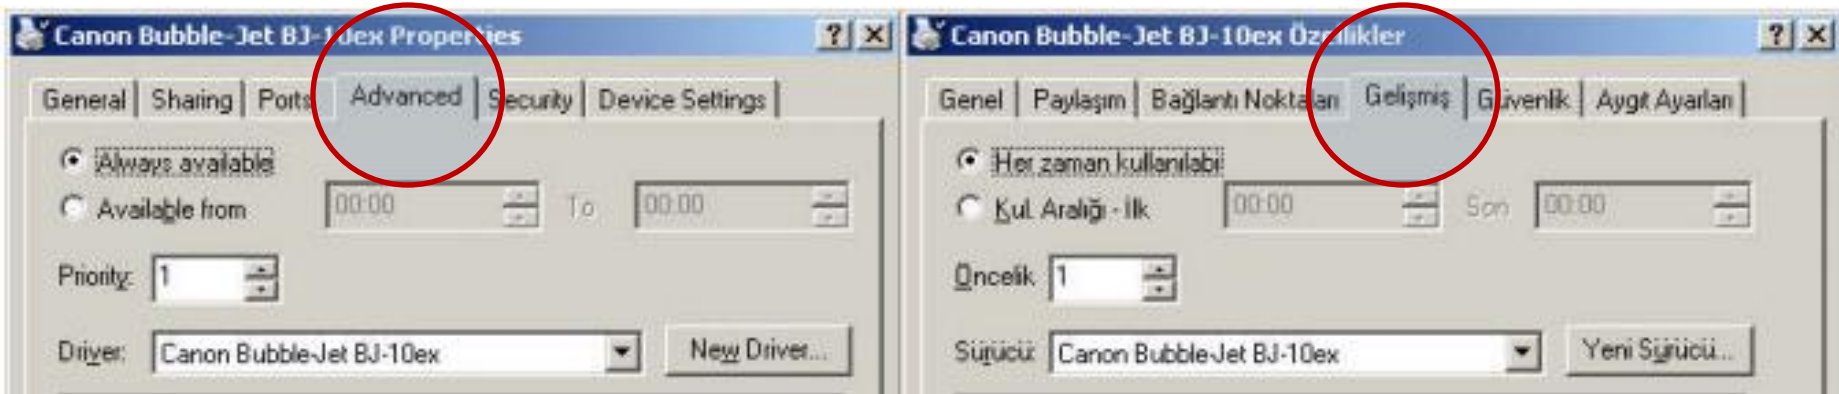 Canon Bubble-Jet BJ-10ex Properties
General Sharing Ports Advanced Security Device Settings
Always available
Available from 00:00 To 00:00
Priority: 1
Driver: Canon Bubble-Jet BJ-10ex New Driver...
Canon Bubble-Jet BJ-10ex Özellikler
Genel Paylaşım Bağlantı Noktaları Gelişmiş Güvenlik Aygıt Ayarları
Her zaman kullanılabil
Kul. Aralığı - İlk 00:00 Son 00:00
Öncelik 1
Sürücü: Canon Bubble-Jet BJ-10ex Yeni Sürücü...